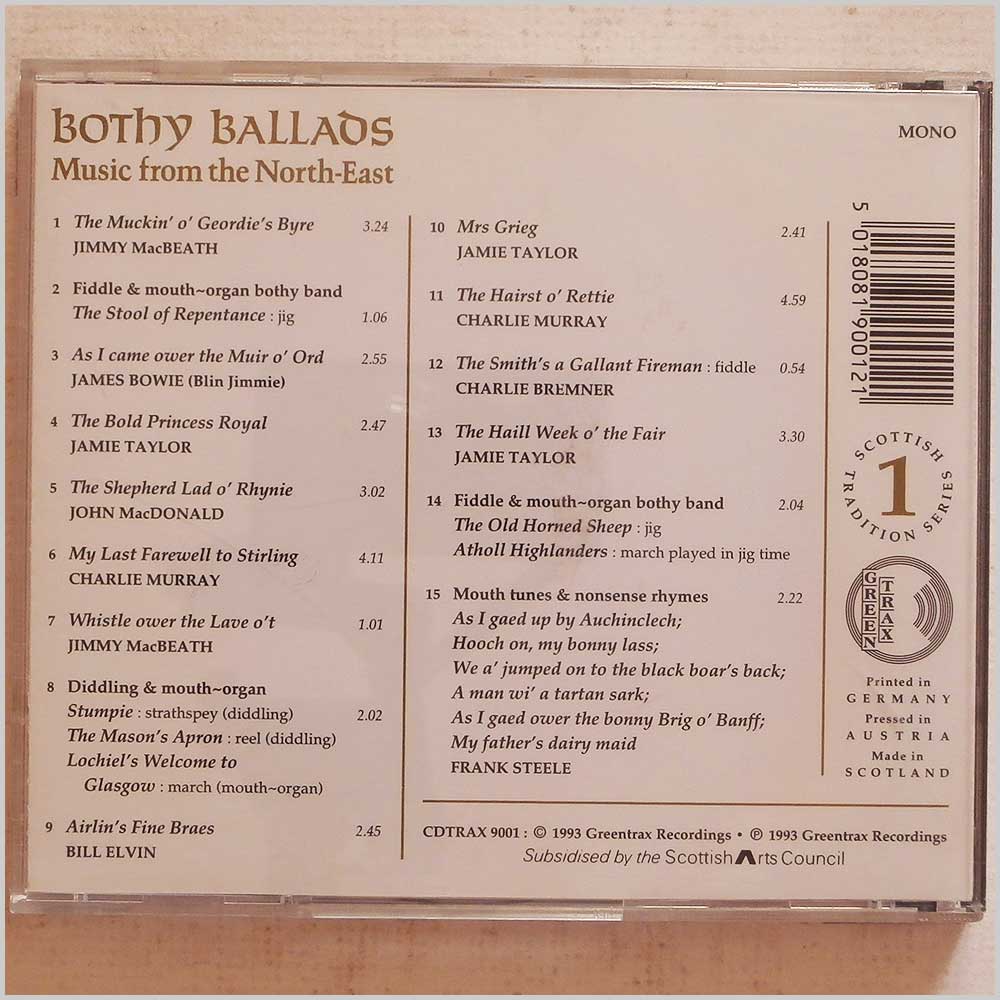 BOTHY BALLADS
Music from the North-East
MONO
1 The Muckin' o' Geordie's Byre 3.24
JIMMY MacBEATH
2 Fiddle & mouth~organ bothy band
The Stool of Repentance : jig 1.06
3 As I came ower the Muir o' Ord 2.55
JAMES BOWIE (Blin Jimmie)
4 The Bold Princess Royal 2.47
JAMIE TAYLOR
5 The Shepherd Lad o' Rhynie 3.02
JOHN MacDONALD
6 My Last Farewell to Stirling 4.11
CHARLIE MURRAY
7 Whistle ower the Lave o't 1.01
JIMMY MacBEATH
8 Diddling & mouth~organ
Stumpie : strathspey (diddling) 2.02
The Mason's Apron : reel (diddling)
Lochiel's Welcome to
Glasgow : march (mouth~organ)
9 Airlin's Fine Braes 2.45
BILL ELVIN
10 Mrs Grieg 2.41
JAMIE TAYLOR
11 The Hairst o' Rettie 4.59
CHARLIE MURRAY
12 The Smith's a Gallant Fireman : fiddle 0.54
CHARLIE BREMNER
13 The Haill Week o' the Fair 3.30
JAMIE TAYLOR
14 Fiddle & mouth~organ bothy band 2.04
The Old Horned Sheep : jig
Atholl Highlanders : march played in jig time
15 Mouth tunes & nonsense rhymes 2.22
As I gaed up by Auchinclech;
Hooch on, my bonny lass;
We a' jumped on to the black boar's back;
A man wi' a tartan sark;
As I gaed ower the bonny Brig o' Banff;
My father's dairy maid
FRANK STEELE
5 018081 900121
SCOTTISH
1
TRADITION SERIES
GREEN
TRAX
Printed in
GERMANY
Pressed in
AUSTRIA
Made in
SCOTLAND
CDTRAX 9001 : © 1993 Greentrax Recordings • ℗ 1993 Greentrax Recordings
Subsidised by the Scottish Arts Council